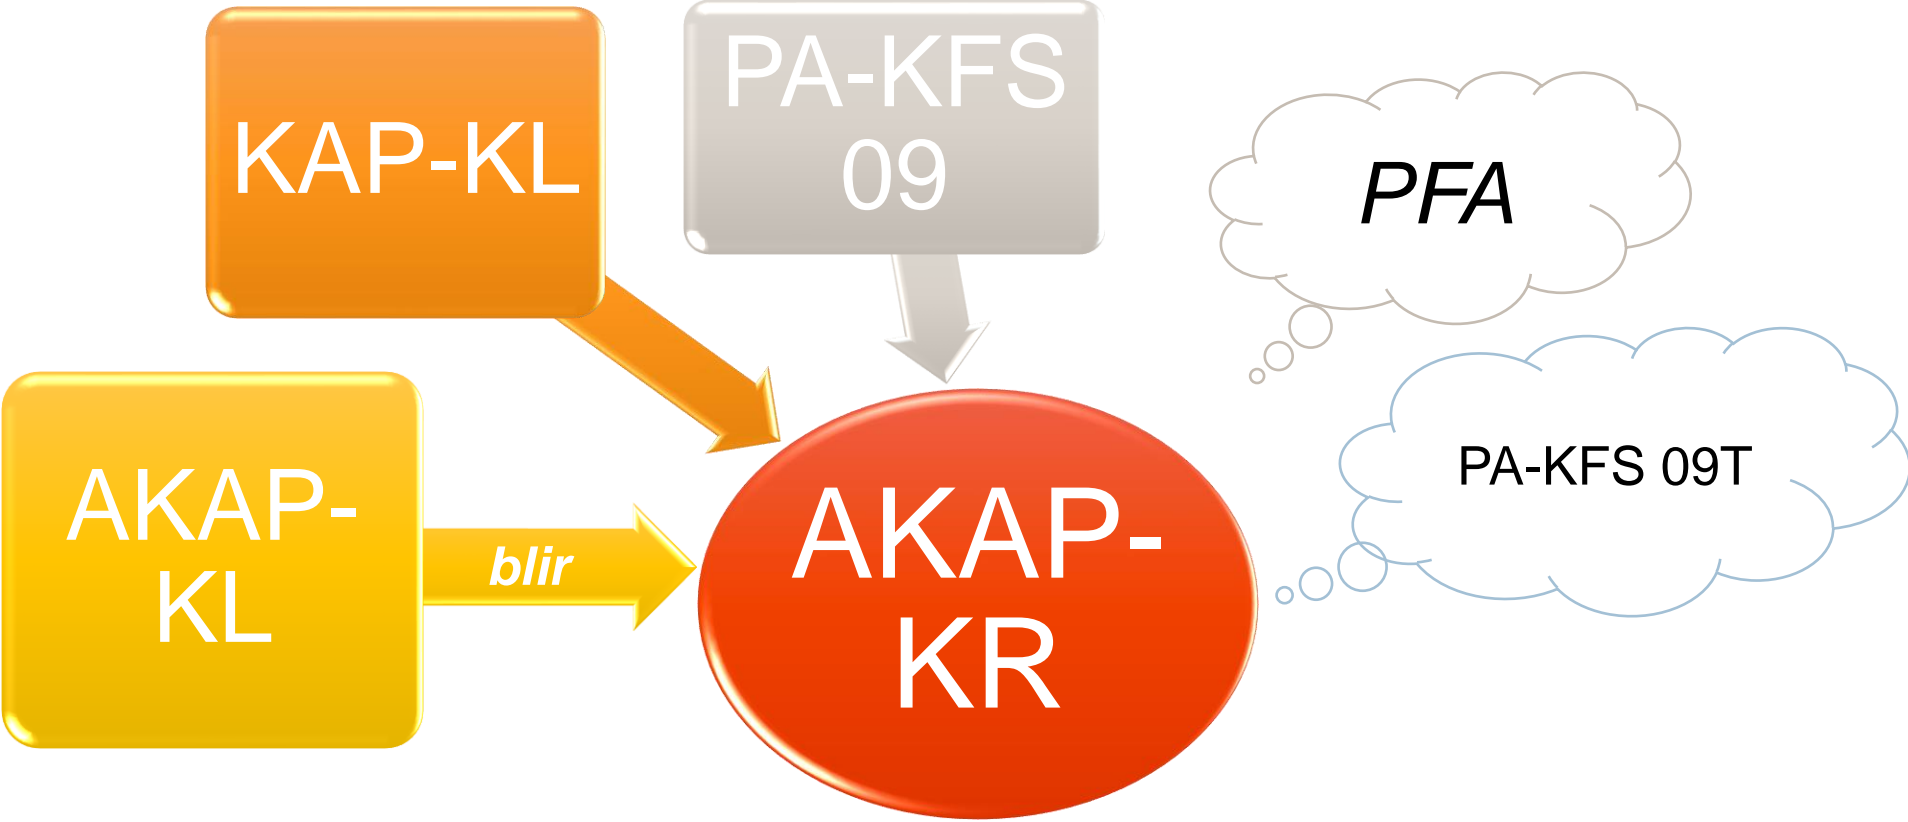 KAP-KL
PA-KFS
09
PFA
PA-KFS 09T
AKAP-
KL
blir
AKAP-
KR